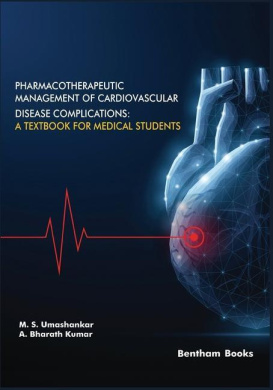 PHARMACOTHERAPEUTIC
MANAGEMENT OF CARDIOVASCULAR
DISEASE COMPLICATIONS:
A TEXTBOOK FOR MEDICAL STUDENTS
M. S. Umashankar
A. Bharath Kumar
Bentham Books